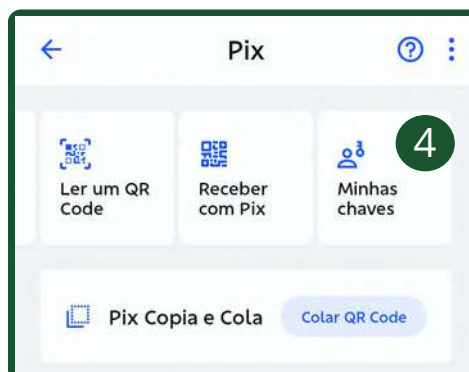 Pix
4
Ler um QR
Code
Receber
com Pix
Minhas
chaves
Pix Copia e Cola
Colar QR Code